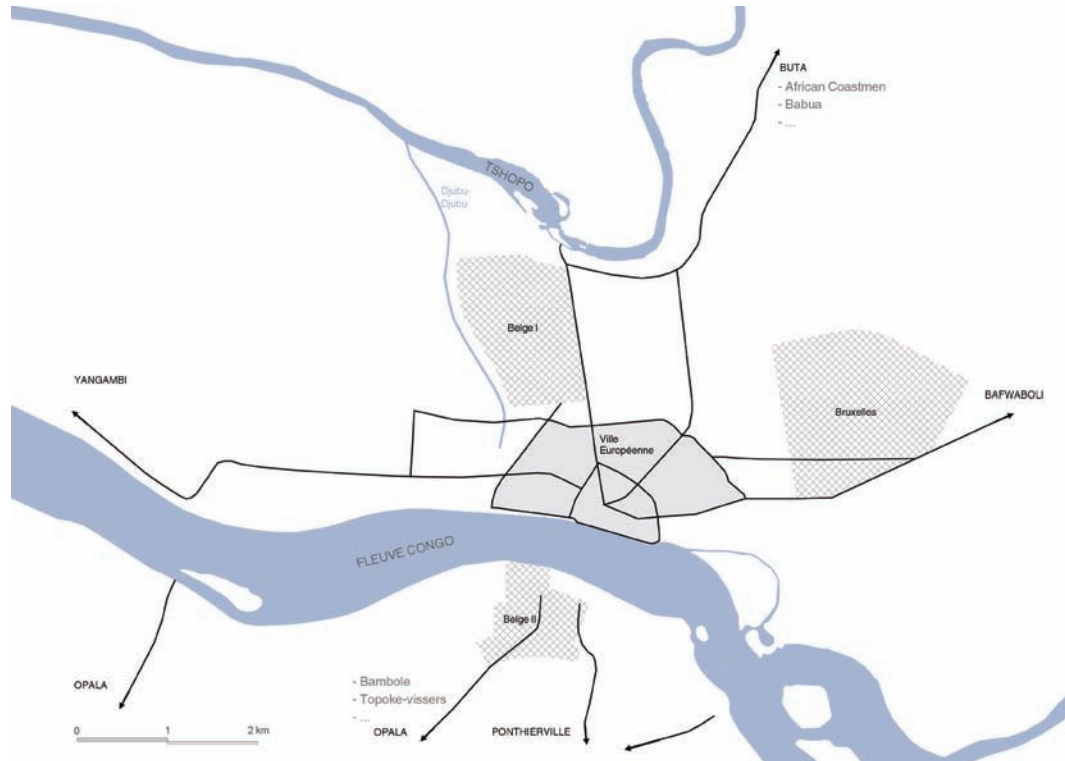 BUTA
- African Coastmen
- Babua
- ...
TSHOPO
Djubu-
Djubu
Belge I
YANGAMBI
BAFWABOLI
Bruxelles
Ville
Européenne
FLEUVE CONGO
Belge II
OPALA
- Bambole
- Topoke-vissers
- ...
OPALA
PONTHIERVILLE
0 1 2 km